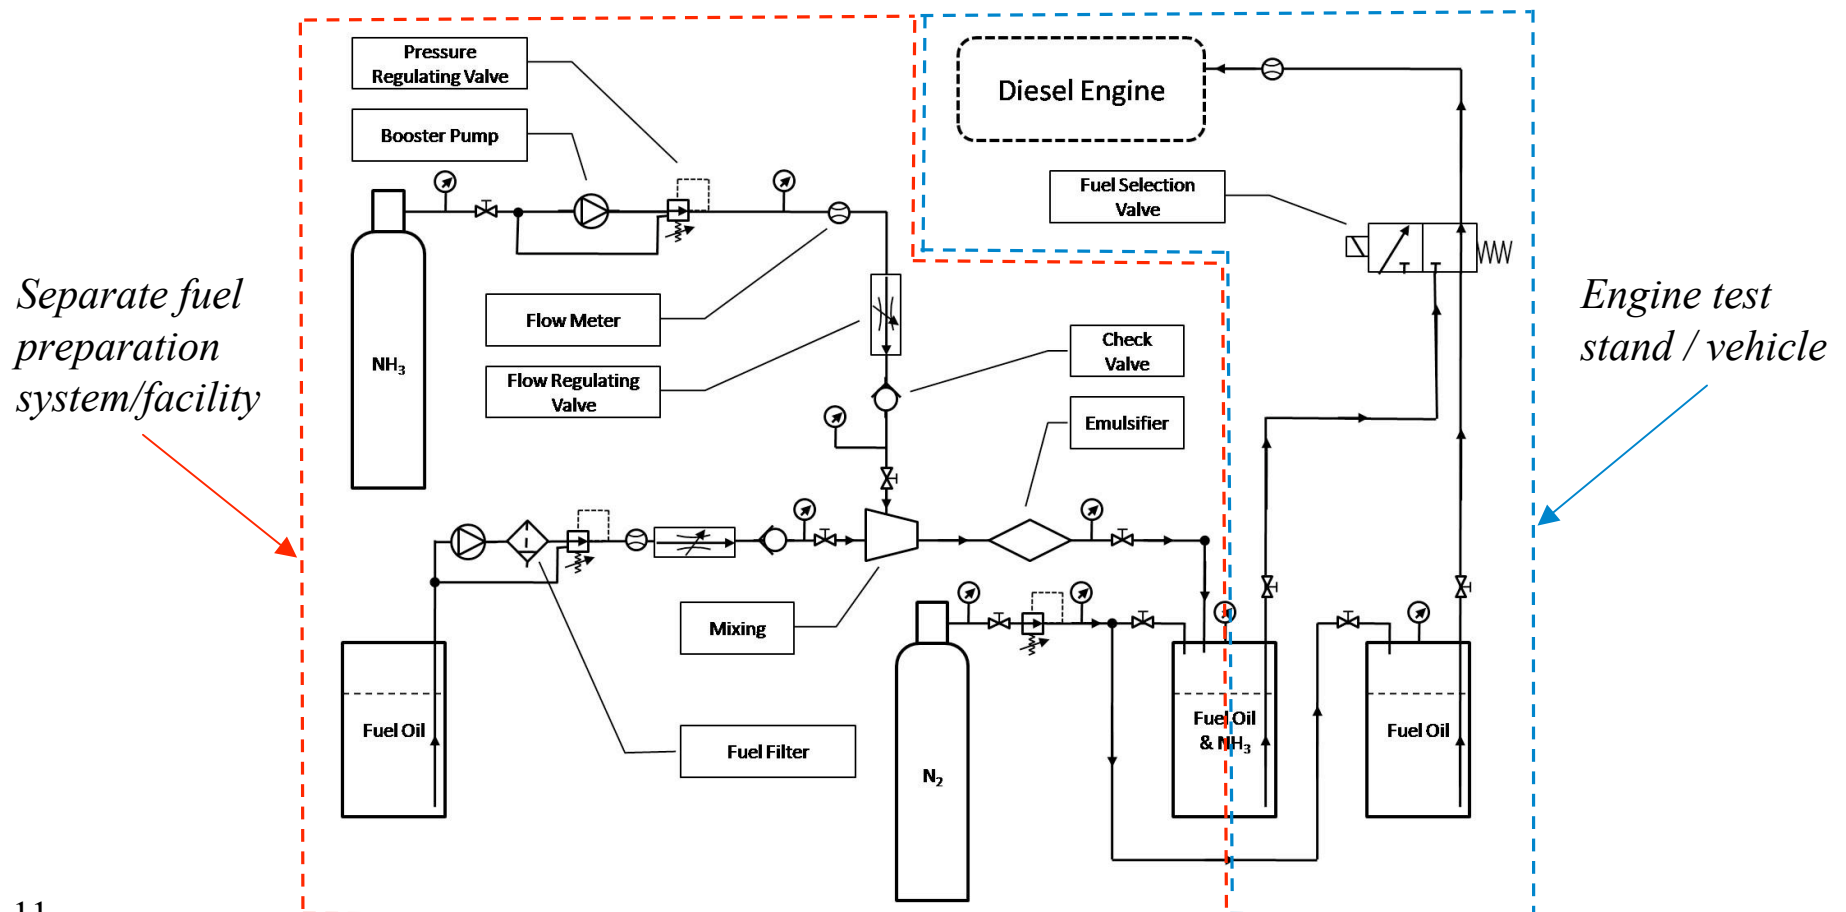 Pressure
Regulating Valve
Booster Pump
Diesel Engine
Fuel Selection
Valve
Separate fuel
preparation
system/facility
NH₃
Flow Meter
Flow Regulating
Valve
Check
Valve
Emulsifier
Engine test
stand / vehicle
Mixing
Fuel Oil
Fuel Filter
N₂
Fuel Oil
& NH₃
Fuel Oil
11